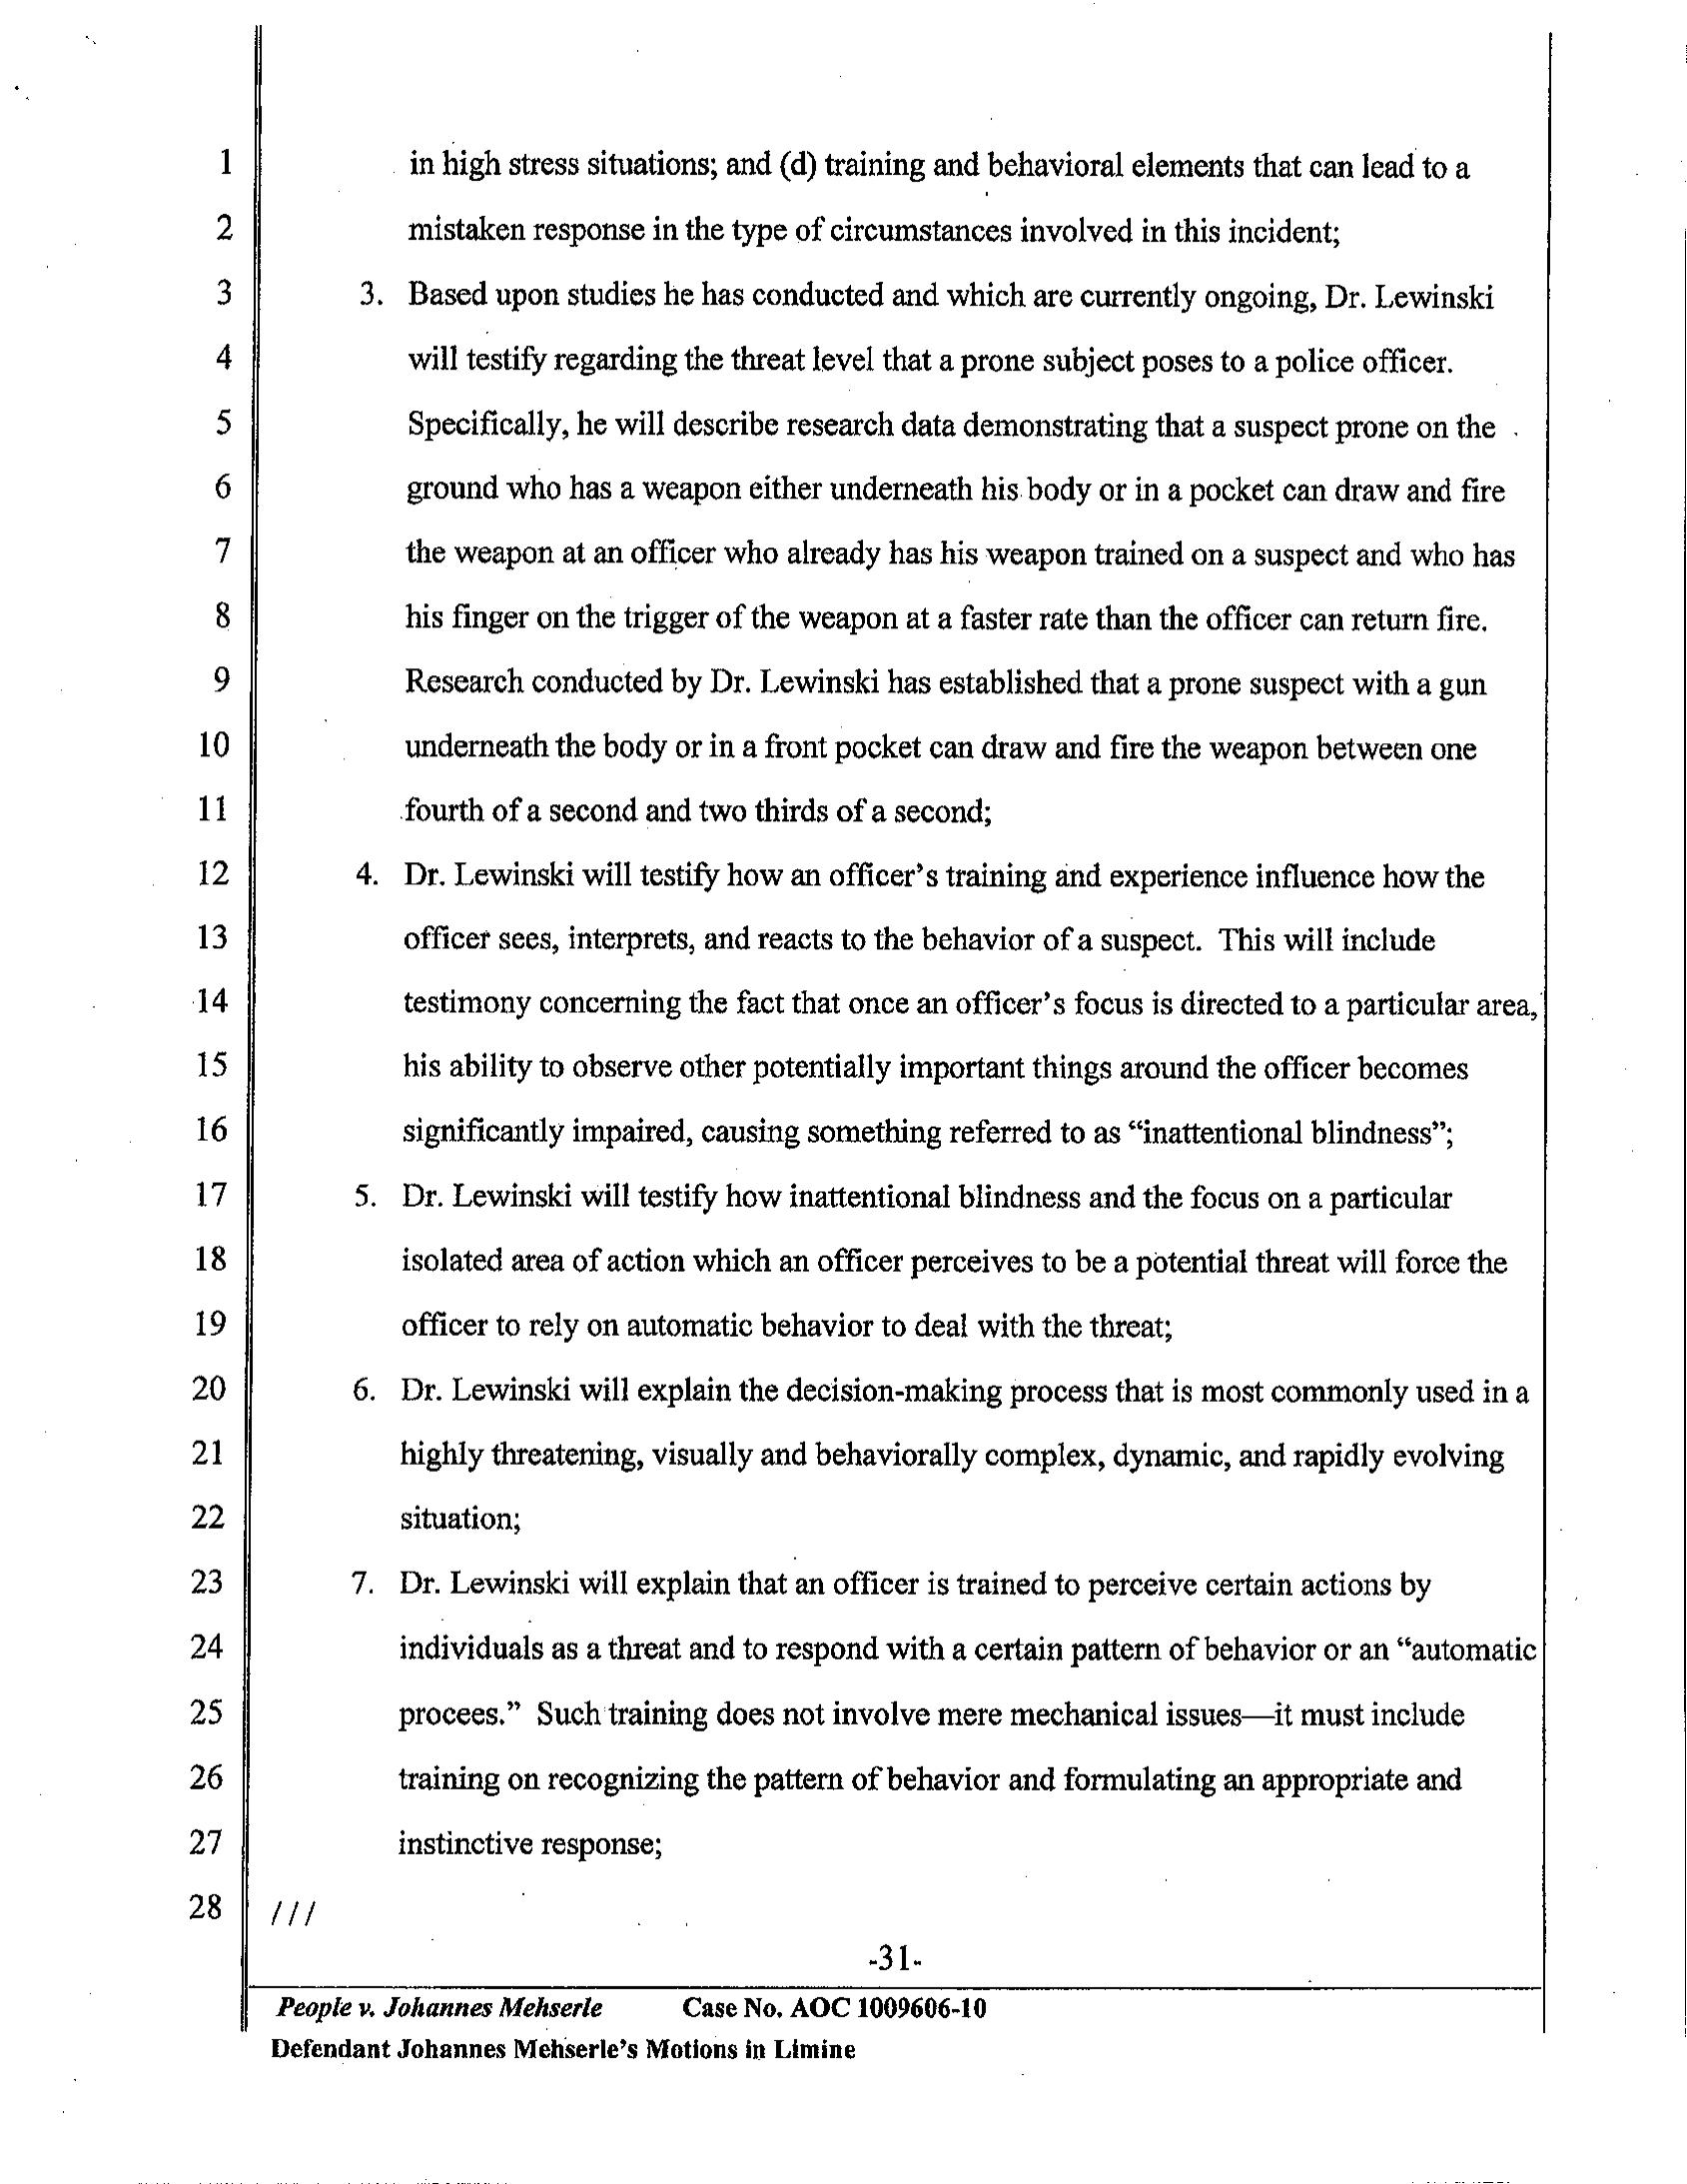 1 in high stress situations; and (d) training and behavioral elements that can lead to a
2 mistaken response in the type of circumstances involved in this incident;
3 3. Based upon studies he has conducted and which are currently ongoing, Dr. Lewinski
4 will testify regarding the threat level that a prone subject poses to a police officer.
5 Specifically, he will describe research data demonstrating that a suspect prone on the
6 ground who has a weapon either underneath his body or in a pocket can draw and fire
7 the weapon at an officer who already has his weapon trained on a suspect and who has
8 his finger on the trigger of the weapon at a faster rate than the officer can return fire.
9 Research conducted by Dr. Lewinski has established that a prone suspect with a gun
10 underneath the body or in a front pocket can draw and fire the weapon between one
11 fourth of a second and two thirds of a second;
12 4. Dr. Lewinski will testify how an officer's training and experience influence how the
13 officer sees, interprets, and reacts to the behavior of a suspect. This will include
14 testimony concerning the fact that once an officer's focus is directed to a particular area,
15 his ability to observe other potentially important things around the officer becomes
16 significantly impaired, causing something referred to as “inattentional blindness”;
17 5. Dr. Lewinski will testify how inattentional blindness and the focus on a particular
18 isolated area of action which an officer perceives to be a potential threat will force the
19 officer to rely on automatic behavior to deal with the threat;
20 6. Dr. Lewinski will explain the decision-making process that is most commonly used in a
21 highly threatening, visually and behaviorally complex, dynamic, and rapidly evolving
22 situation;
23 7. Dr. Lewinski will explain that an officer is trained to perceive certain actions by
24 individuals as a threat and to respond with a certain pattern of behavior or an “automatic
25 procees.” Such training does not involve mere mechanical issues—it must include
26 training on recognizing the pattern of behavior and formulating an appropriate and
27 instinctive response;
28 / / /
-31-
People v. Johannes Mehserle Case No. AOC 1009606-10
Defendant Johannes Mehserle's Motions in Limine